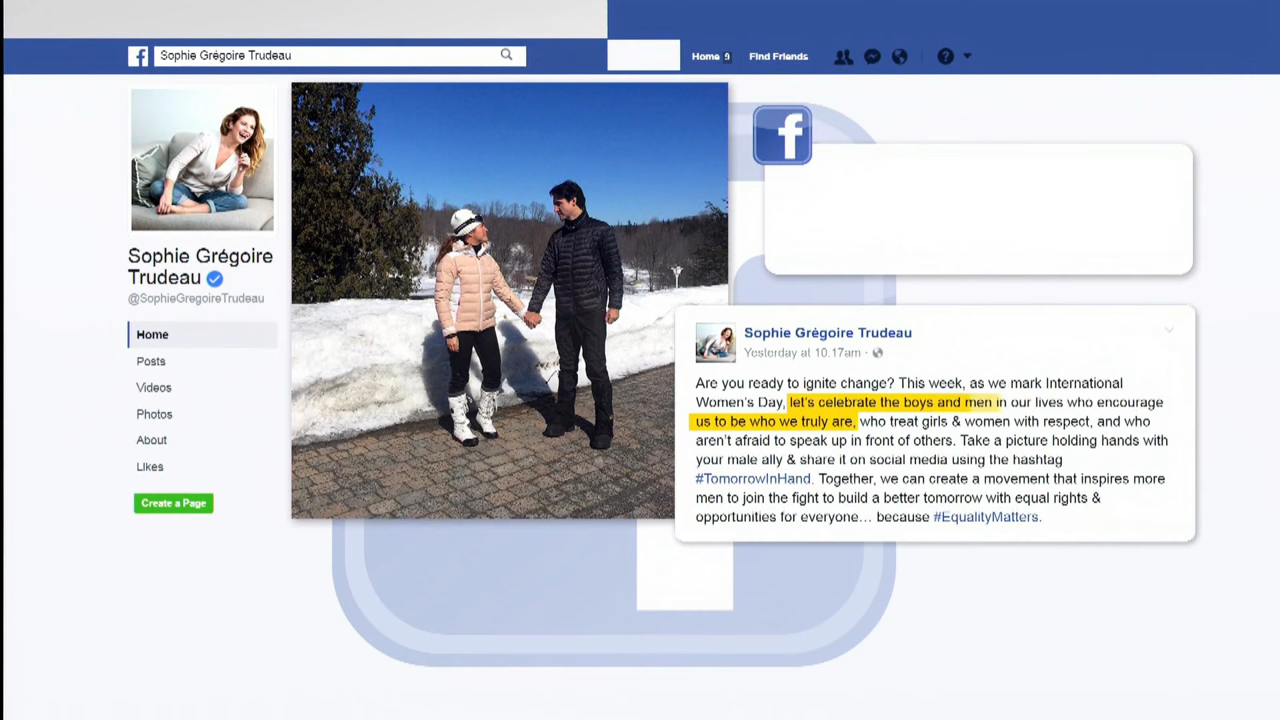 Sophie Grégoire Trudeau
Home 9
Find Friends
Sophie Grégoire
Trudeau
@SophieGregoireTrudeau
Home
Posts
Videos
Photos
About
Likes
Create a Page
Sophie Grégoire Trudeau
Yesterday at 10.17am ·
Are you ready to ignite change? This week, as we mark International
Women's Day, let's celebrate the boys and men in our lives who encourage
us to be who we truly are, who treat girls & women with respect, and who
aren't afraid to speak up in front of others. Take a picture holding hands with
your male ally & share it on social media using the hashtag
#TomorrowInHand. Together, we can create a movement that inspires more
men to join the fight to build a better tomorrow with equal rights &
opportunities for everyone... because #EqualityMatters.